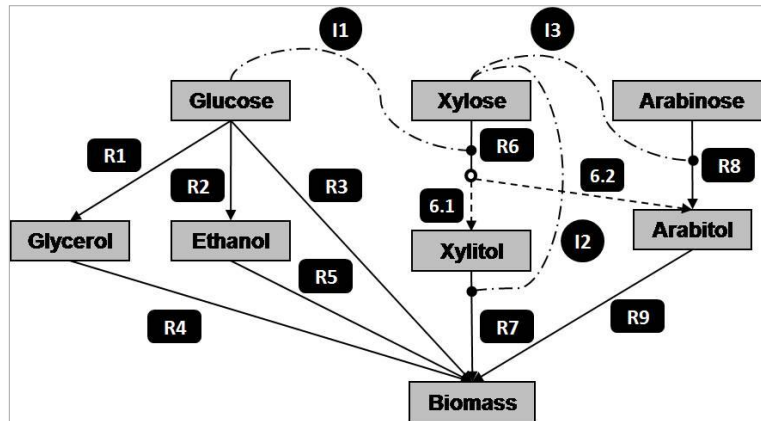 I1
I3
Glucose
Xylose
Arabinose
R1
R2
R3
R6
R8
6.1
6.2
Glycerol
Ethanol
Xylitol
Arabitol
I2
R4
R5
R7
R9
Biomass